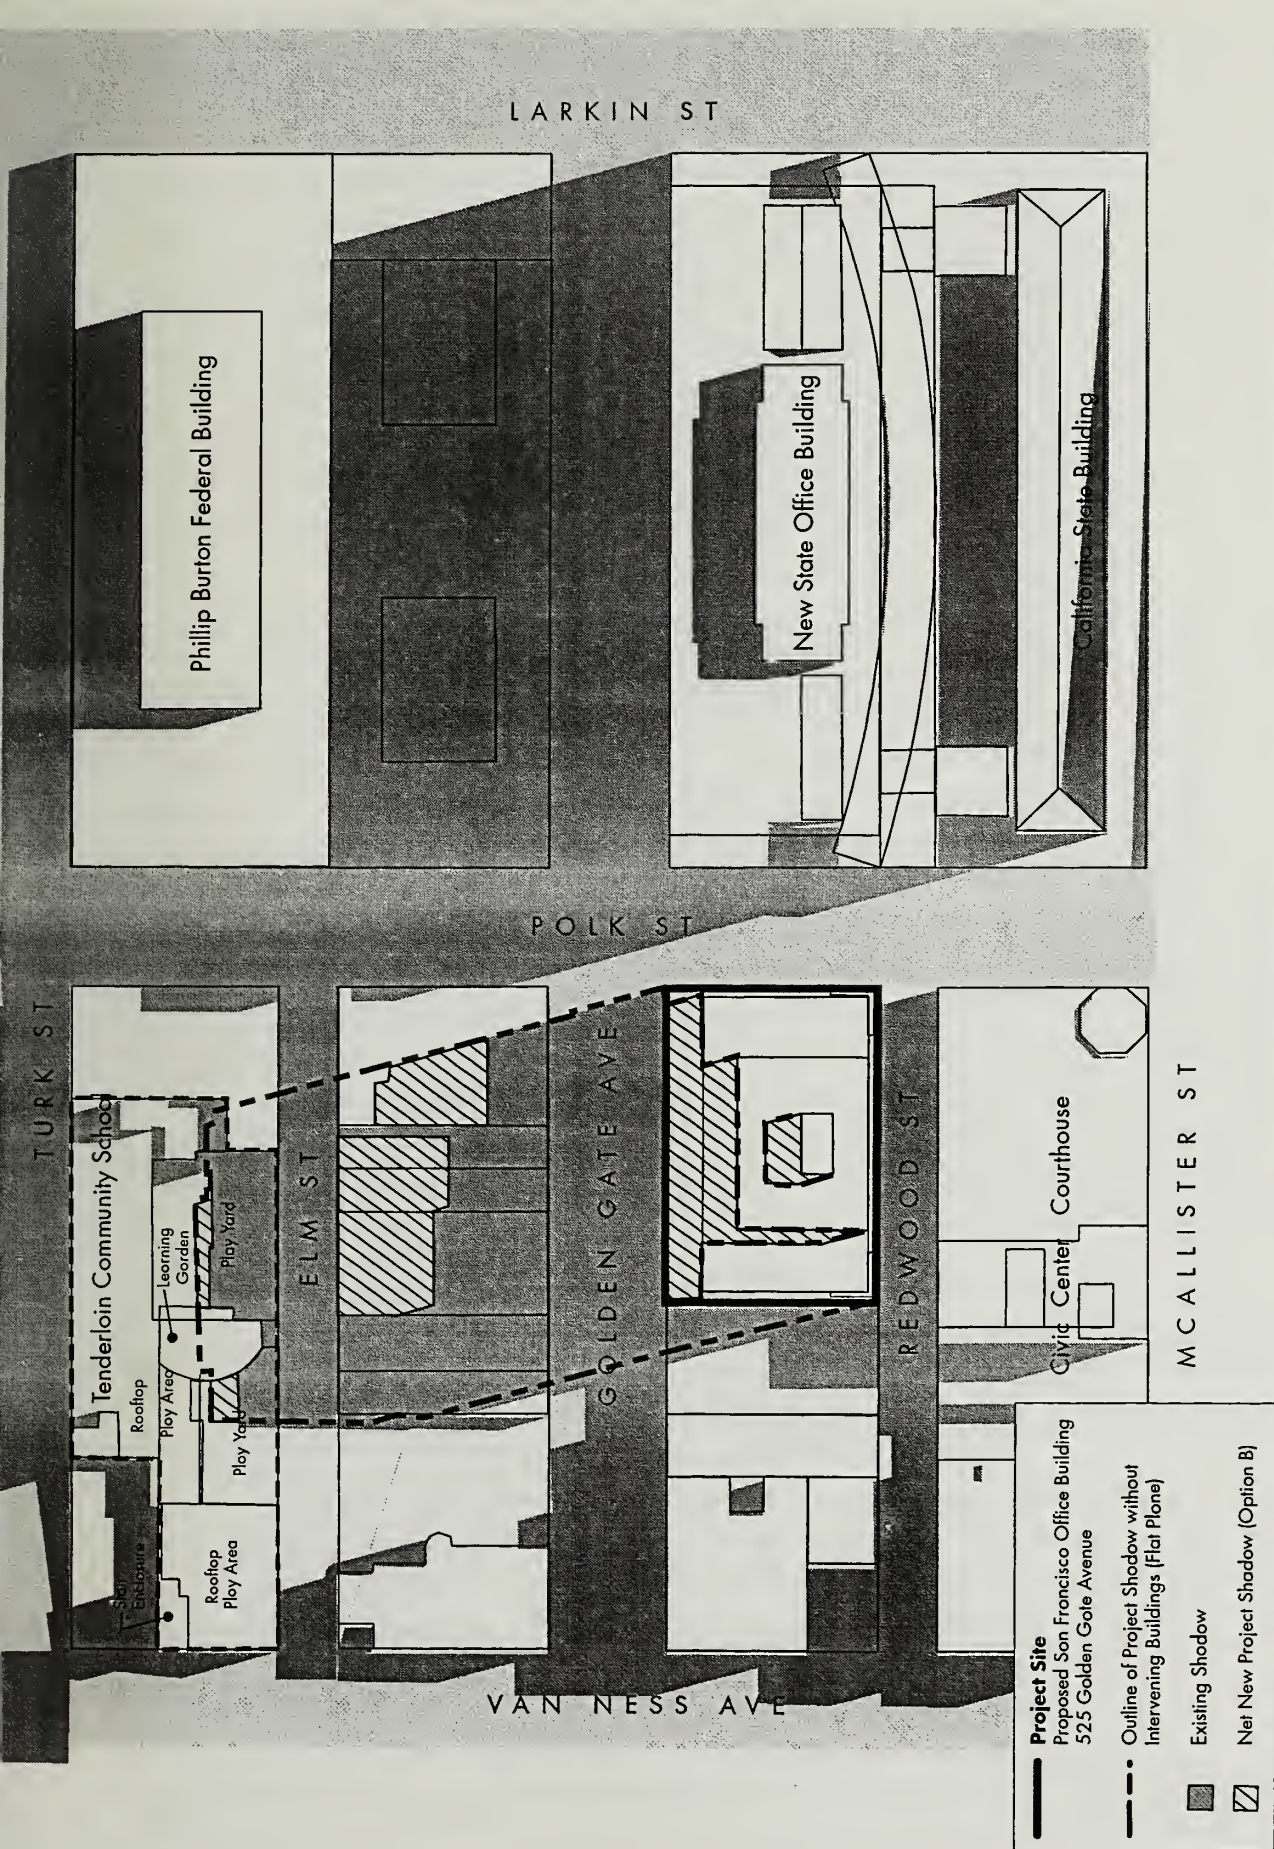 LARKIN ST
Phillip Burton Federal Building
New State Office Building
California State Building
POLK ST
TURK ST
Tenderloin Community School
Learning
Garden
Play Yard
Rooftop
Play Area
Play Yard
Stair
Enclosure
Rooftop
Play Area
ELM ST
GOLDEN GATE AVE
REDWOOD ST
Civic Center Courthouse
MCALLISTER ST
VAN NESS AVE
Project Site
Proposed San Francisco Office Building
525 Golden Gate Avenue
Outline of Project Shadow without
Intervening Buildings (Flat Plane)
Existing Shadow
Net New Project Shadow (Option B)